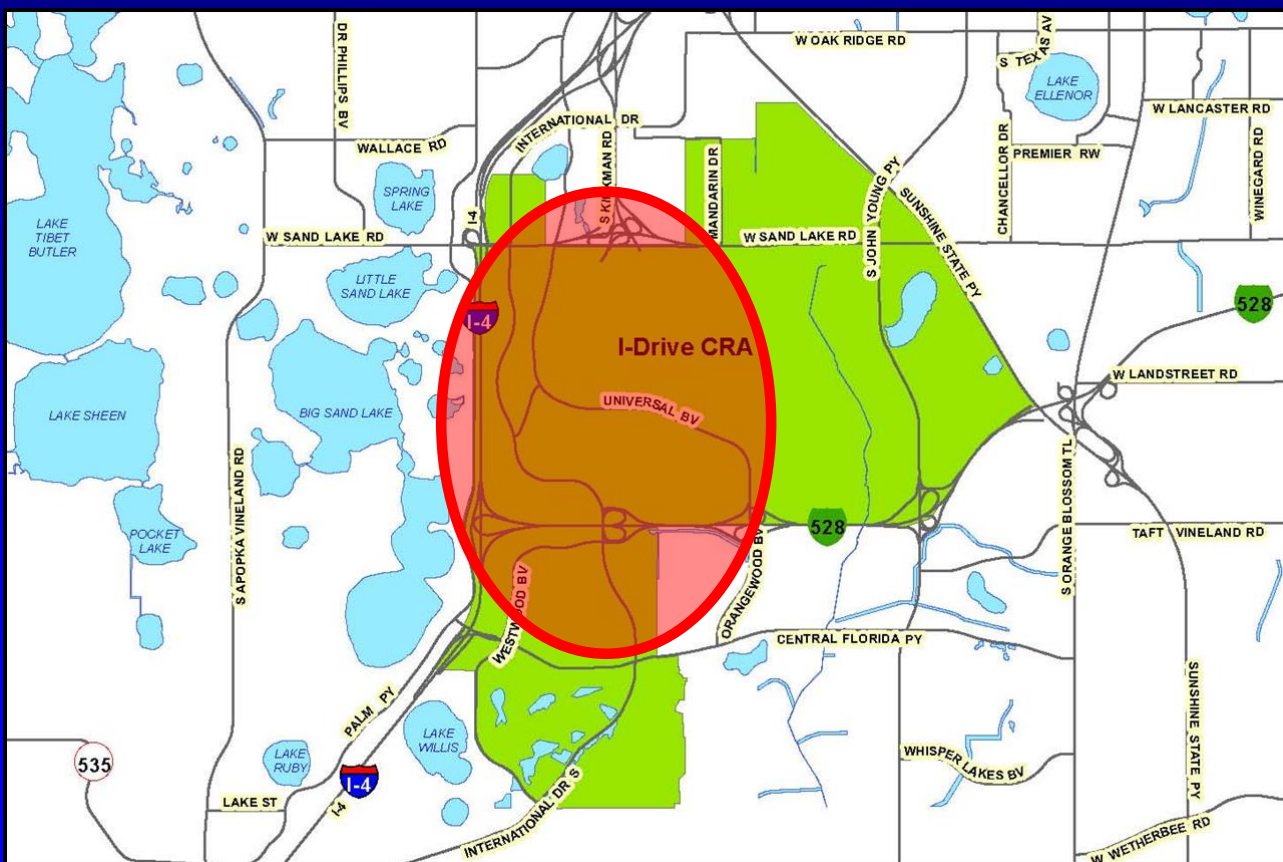 W OAK RIDGE RD
S TEXAS AV
DR PHILLIPS BV
LAKE
ELLENOR
W LANCASTER RD
INTERNATIONAL DR
WALLACE RD
S KIRKMAN RD
MANDARIN DR
CHANCELLOR DR
PREMIER RW
WINEGARD RD
SPRING
LAKE
I-4
S JOHN YOUNG PY
SUNSHINE STATE PY
LAKE
TIBET
BUTLER
W SAND LAKE RD
W SAND LAKE RD
LITTLE
SAND LAKE
I-4
528
I-Drive CRA
W LANDSTREET RD
LAKE SHEEN
BIG SAND LAKE
UNIVERSAL BV
S APOPKA VINELAND RD
POCKET
LAKE
528
S ORANGE BLOSSOM TL
TAFT VINELAND RD
WESTWOOD BV
ORANGEWOOD BV
CENTRAL FLORIDA PY
PALM PY
LAKE
WILLIS
SUNSHINE STATE PY
535
LAKE
RUBY
I-4
WHISPER LAKES BV
LAKE ST
I-4
INTERNATIONAL DR S
W WETHERBEE RD